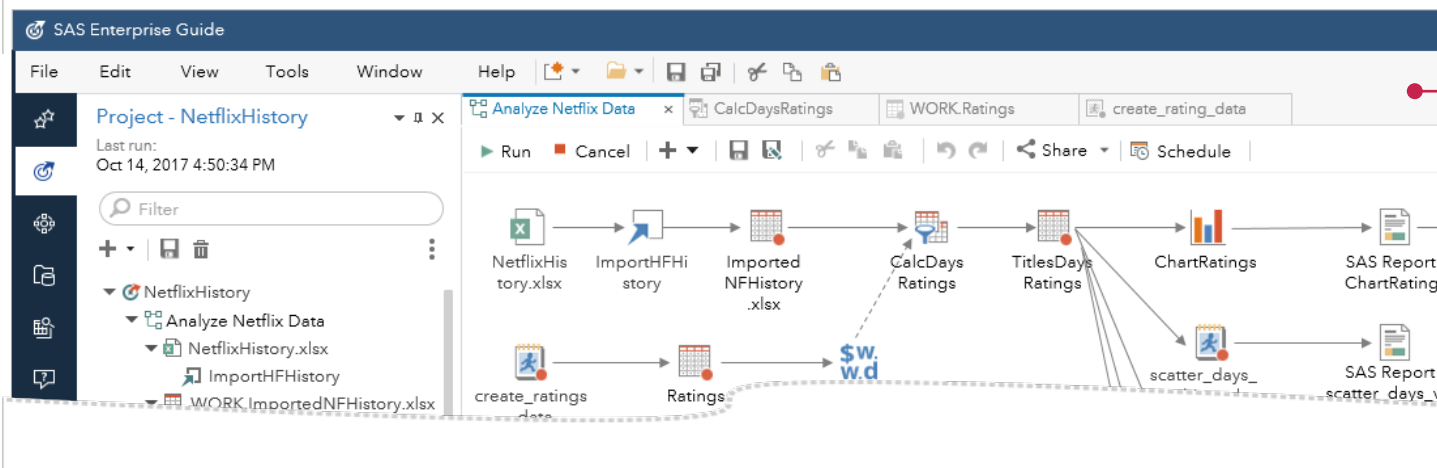 SAS Enterprise Guide
File Edit View Tools Window Help
Project - NetflixHistory
Last run:
Oct 14, 2017 4:50:34 PM
Filter
NetflixHistory
Analyze Netflix Data
NetflixHistory.xlsx
ImportHFHistory
WORK.ImportedNFHistory.xlsx
Analyze Netflix Data x CalcDaysRatings WORK.Ratings create_rating_data
Run Cancel Share Schedule
NetflixHis
tory.xlsx
ImportHFHi
story
Imported
NFHistory
.xlsx
CalcDays
Ratings
TitlesDays
Ratings
ChartRatings
SAS Report
ChartRating
create_ratings
data
Ratings
$w.
w.d
scatter_days_
SAS Report
scatter_days_